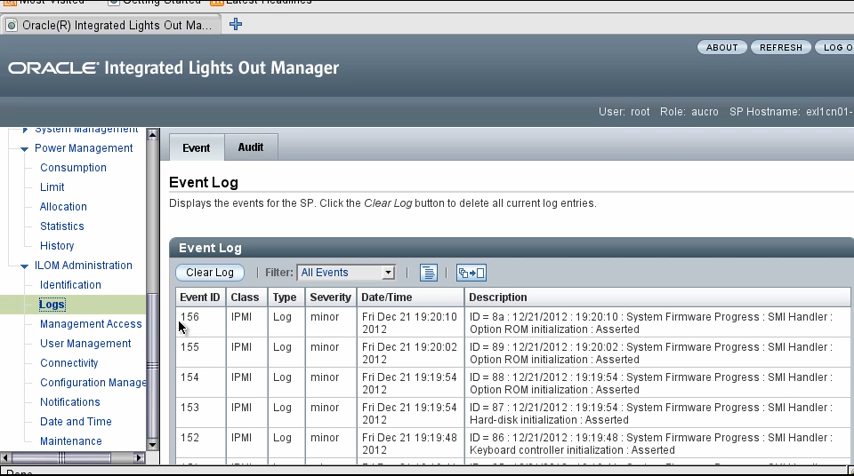 Most Visited Getting Started Latest Headlines
Oracle(R) Integrated Lights Out Ma...
ABOUT REFRESH LOG O
ORACLE Integrated Lights Out Manager
User: root Role: aucro SP Hostname: exl1cn01-
System Management
Power Management
Consumption
Limit
Allocation
Statistics
History
ILOM Administration
Identification
Logs
Management Access
User Management
Connectivity
Configuration Manage
Notifications
Date and Time
Maintenance
Event Audit
Event Log
Displays the events for the SP. Click the Clear Log button to delete all current log entries.
Event Log
Clear Log Filter: All Events
Event ID Class Type Severity Date/Time Description
156 IPMI Log minor Fri Dec 21 19:20:10 2012 ID = 8a : 12/21/2012 : 19:20:10 : System Firmware Progress : SMI Handler :
Option ROM initialization : Asserted
155 IPMI Log minor Fri Dec 21 19:20:02 2012 ID = 89 : 12/21/2012 : 19:20:02 : System Firmware Progress : SMI Handler :
Option ROM initialization : Asserted
154 IPMI Log minor Fri Dec 21 19:19:54 2012 ID = 88 : 12/21/2012 : 19:19:54 : System Firmware Progress : SMI Handler :
Option ROM initialization : Asserted
153 IPMI Log minor Fri Dec 21 19:19:54 2012 ID = 87 : 12/21/2012 : 19:19:54 : System Firmware Progress : SMI Handler :
Hard-disk initialization : Asserted
152 IPMI Log minor Fri Dec 21 19:19:48 2012 ID = 86 : 12/21/2012 : 19:19:48 : System Firmware Progress : SMI Handler :
Keyboard controller initialization : Asserted